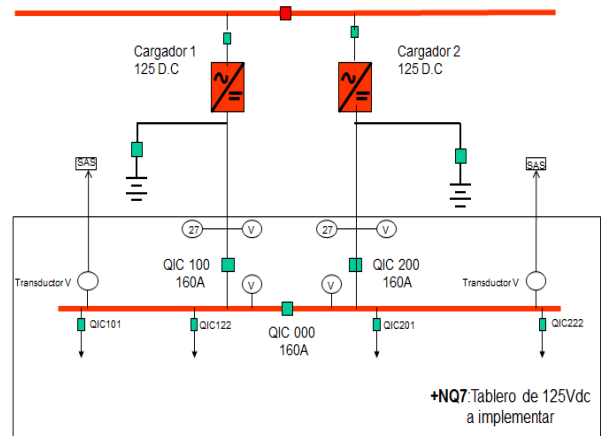 Cargador 1
125 D.C
Cargador 2
125 D.C
SAS
SAS
27
V
27
V
QIC 100
160A
QIC 200
160A
Transductor V
V
V
Transductor V
QIC101
QIC122
QIC 000
160A
QIC201
QIC222
+NQ7:Tablero de 125Vdc
a implementar